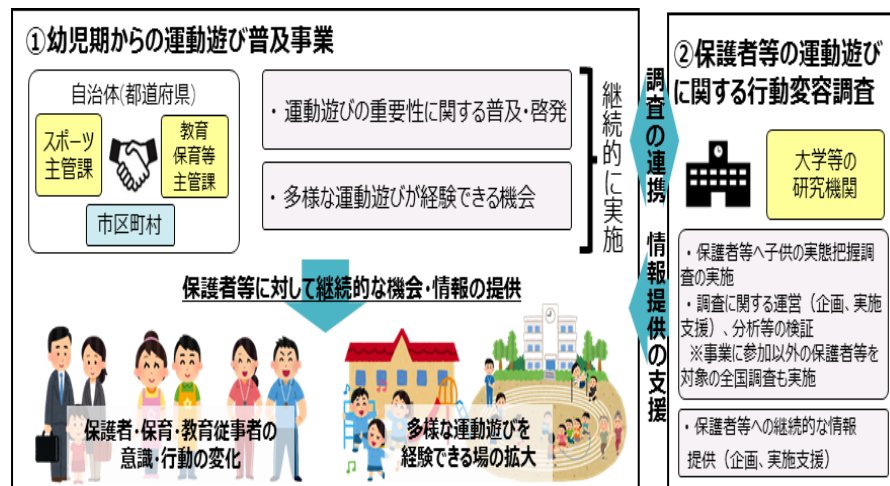 ①幼児期からの運動遊び普及事業
自治体(都道府県)
スポーツ
主管課
教育
保育等
主管課
市区町村
・運動遊びの重要性に関する普及・啓発
・多様な運動遊びが経験できる機会
継続的に実施
保護者等に対して継続的な機会・情報の提供
保護者・保育・教育従事者の
意識・行動の変化
多様な運動遊びを
経験できる場の拡大
調査の連携
情報提供の支援
②保護者等の運動遊び
に関する行動変容調査
大学等の
研究機関
・保護者等へ子供の実態把握調
査の実施
・調査に関する運営（企画、実施
支援）、分析等の検証
※事業に参加以外の保護者等を
対象の全国調査も実施
・保護者等への継続的な情報
提供（企画、実施支援）